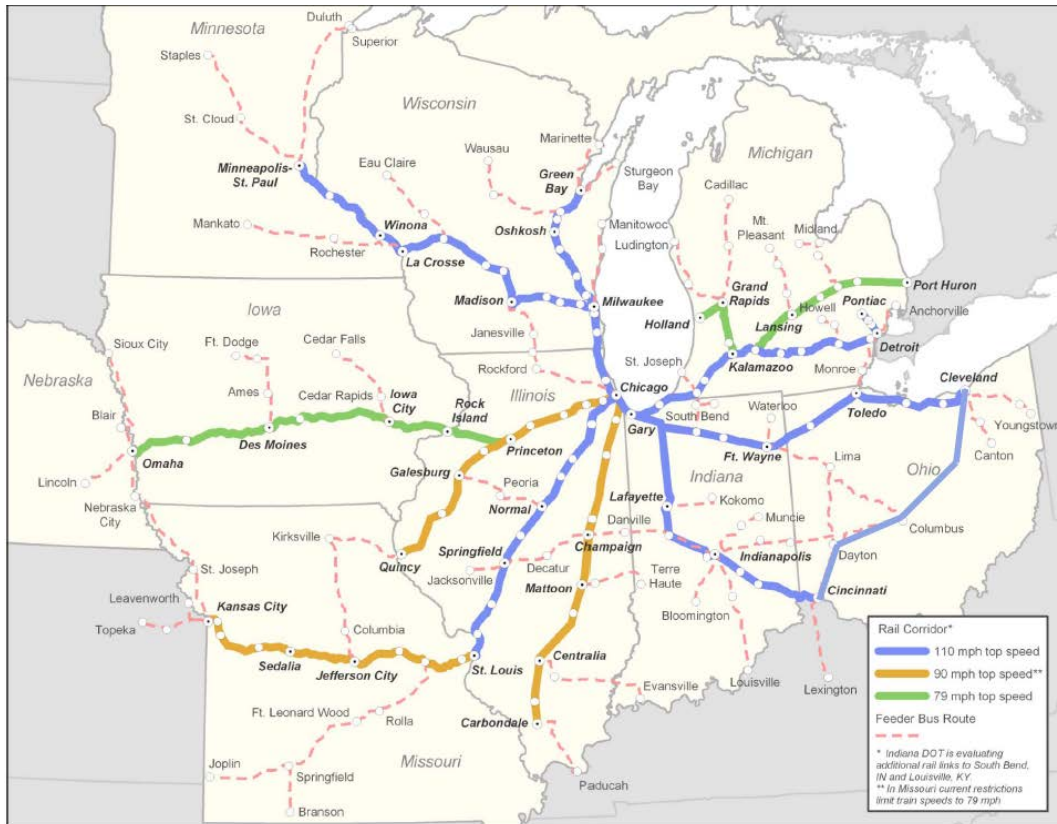 Minnesota
Duluth
Superior
Staples
St. Cloud
Minneapolis-
St. Paul
Mankato
Rochester
Winona
La Crosse
Eau Claire
Wisconsin
Wausau
Marinette
Green
Bay
Sturgeon
Bay
Oshkosh
Manitowoc
Madison
Milwaukee
Janesville
Rockford
Michigan
Cadillac
Mt.
Pleasant
Midland
Ludington
Grand
Rapids
Holland
Lansing
Howell
Pontiac
Port Huron
Anchorville
Detroit
Monroe
Kalamazoo
St. Joseph
South Bend
Iowa
Sioux City
Ft. Dodge
Cedar Falls
Ames
Cedar Rapids
Iowa
City
Rock
Island
Des Moines
Nebraska
Blair
Omaha
Lincoln
Nebraska
City
Illinois
Chicago
Gary
Princeton
Galesburg
Peoria
Normal
Quincy
Springfield
Jacksonville
Decatur
Danville
Champaign
Mattoon
Centralia
Carbondale
Paducah
Evansville
Indiana
Waterloo
Ft. Wayne
Lafayette
Kokomo
Muncie
Indianapolis
Terre
Haute
Bloomington
Louisville
Lexington
Ohio
Toledo
Cleveland
Youngstown
Canton
Lima
Columbus
Dayton
Cincinnati
Kirksville
St. Joseph
Leavenworth
Topeka
Kansas City
Columbia
Sedalia
Jefferson City
St. Louis
Ft. Leonard Wood
Rolla
Joplin
Springfield
Branson
Missouri
Rail Corridor*
110 mph top speed
90 mph top speed**
79 mph top speed
Feeder Bus Route
* Indiana DOT is evaluating
additional rail links to South Bend,
IN and Louisville, KY.
** In Missouri current restrictions
limit train speeds to 79 mph